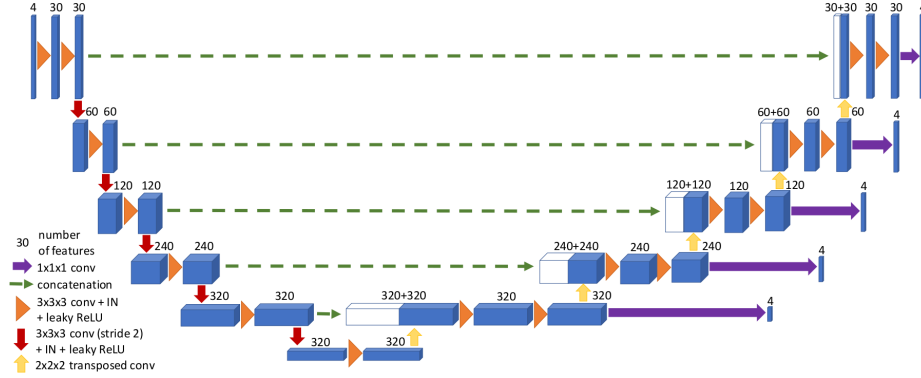 4 30 30 30+30 30 30 4
60 60 60+60 60 60 4
120 120 120+120 120 120 4
240 240 240+240 240 240 4
320 320 320+320 320 320 4
320 320
30 number
of features
1x1x1 conv
concatenation
3x3x3 conv + IN
+ leaky ReLU
3x3x3 conv (stride 2)
+ IN + leaky ReLU
2x2x2 transposed conv